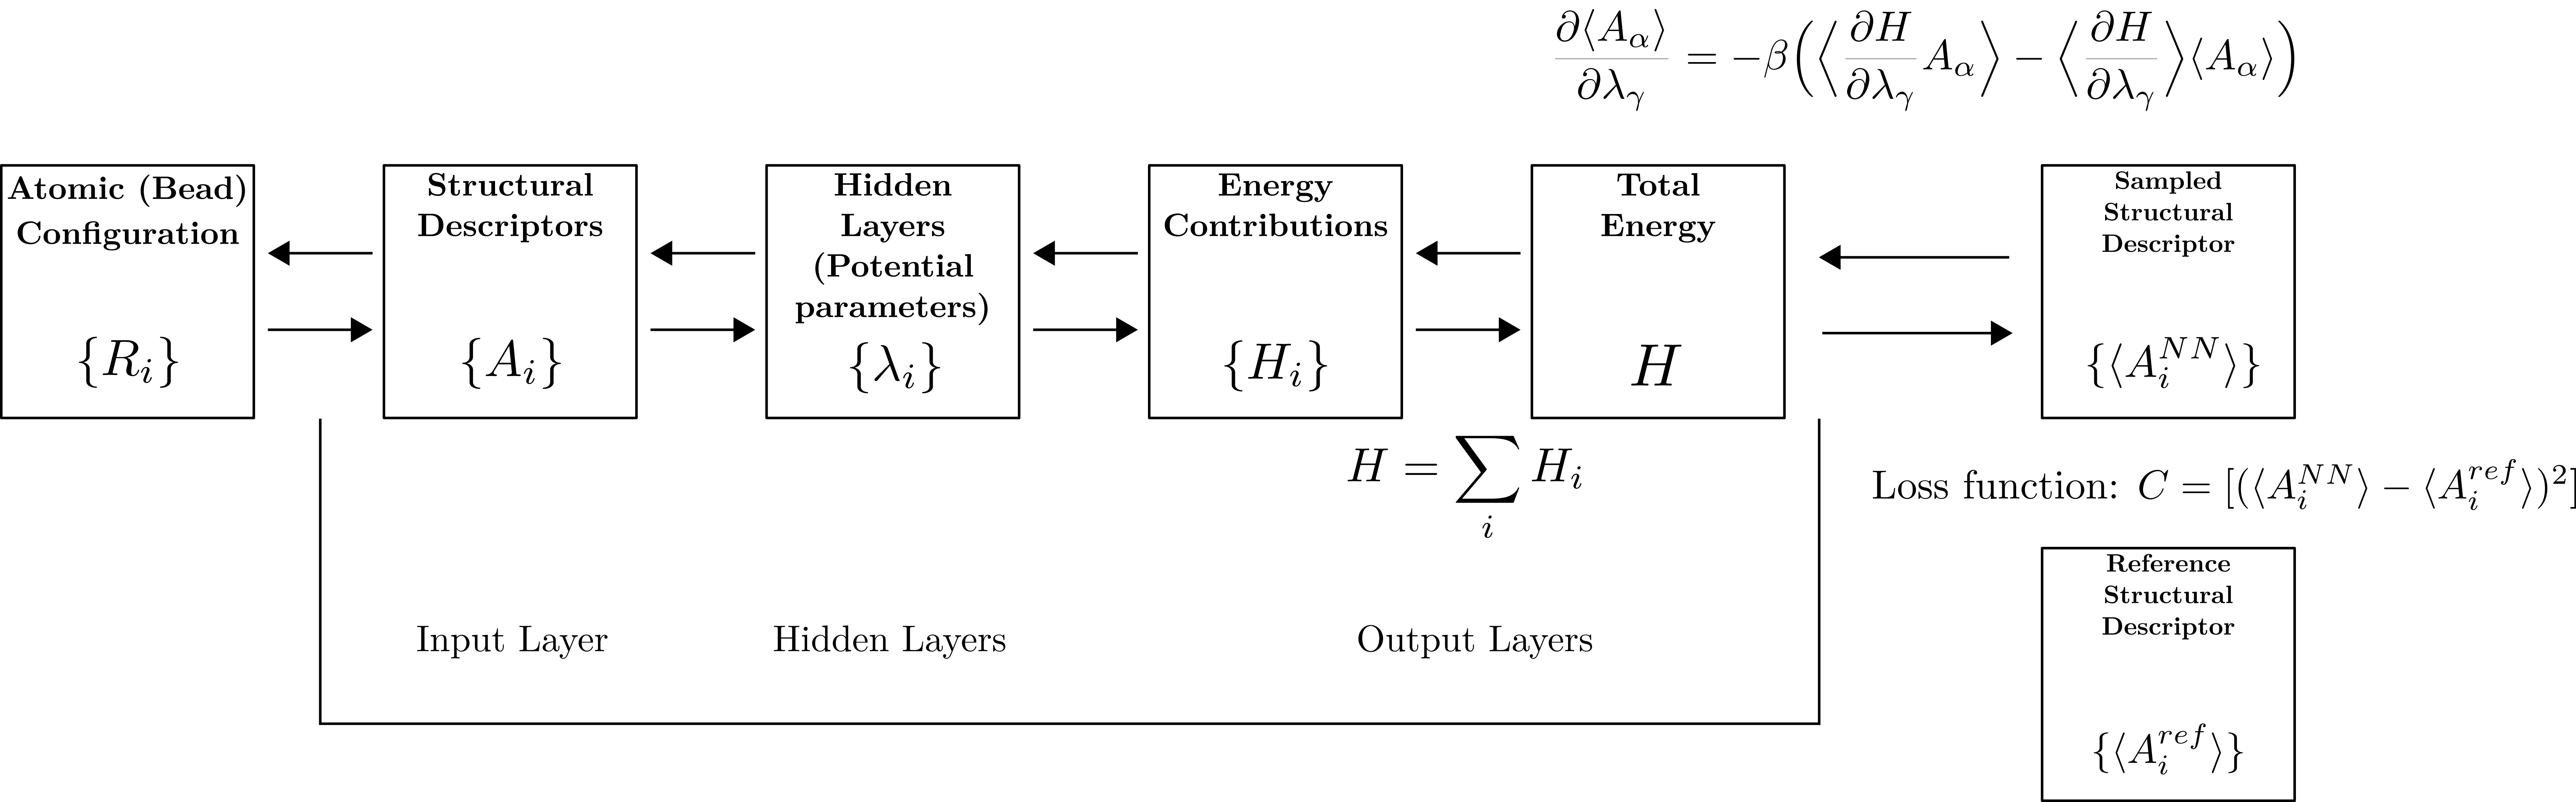 ∂⟨A_α⟩/∂λ_γ = −β(⟨∂H/∂λ_γ A_α⟩ − ⟨∂H/∂λ_γ⟩⟨A_α⟩)
Atomic (Bead)
Configuration
{R_i}
Structural
Descriptors
{A_i}
Hidden
Layers
(Potential
parameters)
{λ_i}
Energy
Contributions
{H_i}
Total
Energy
H
Sampled
Structural
Descriptor
{⟨A_i^{NN}⟩}
H = ∑_i H_i
Loss function: C = [(⟨A_i^{NN}⟩ − ⟨A_i^{ref}⟩)^2]
Reference
Structural
Descriptor
{⟨A_i^{ref}⟩}
Input Layer
Hidden Layers
Output Layers